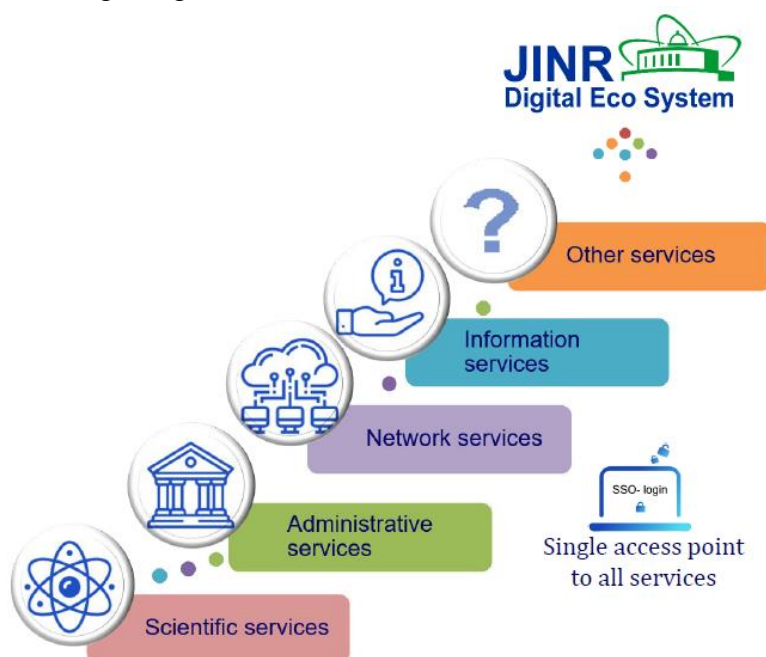 JINR
Digital Eco System
?
Other services
i
Information
services
Network services
SSO- login
Administrative
services
Single access point
to all services
Scientific services